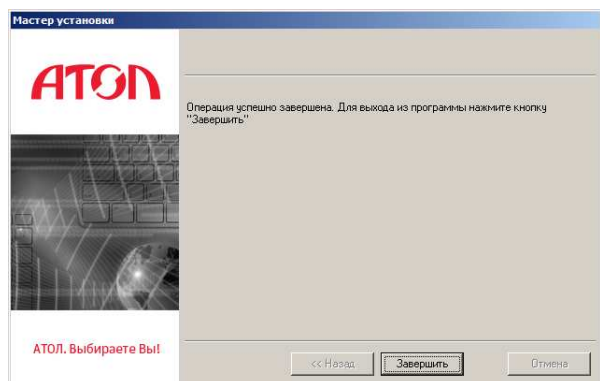 Мастер установки
АТОЛ
Операция успешно завершена. Для выхода из программы нажмите кнопку
"Завершить"
АТОЛ. Выбираете Вы!
<< Назад
Завершить
Отмена